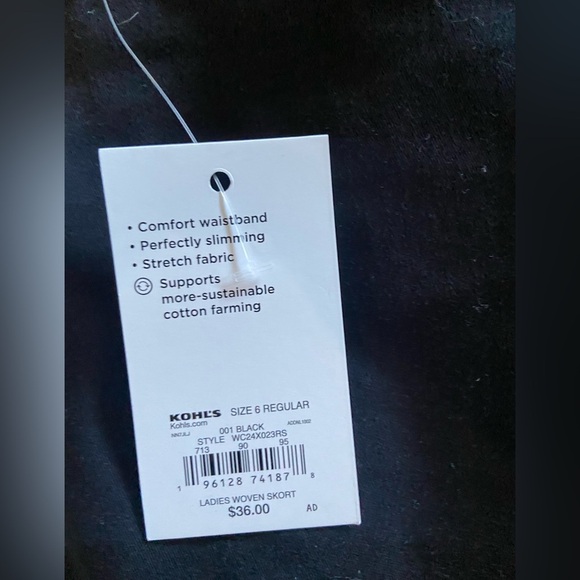 • Comfort waistband
• Perfectly slimming
• Stretch fabric
Supports
more-sustainable
cotton farming
KOHL'S SIZE 6 REGULAR
Kohls.com
001 BLACK
STYLE WC24X023RS
713 90 95
1 96128 74187 8
LADIES WOVEN SKORT
$36.00 AD